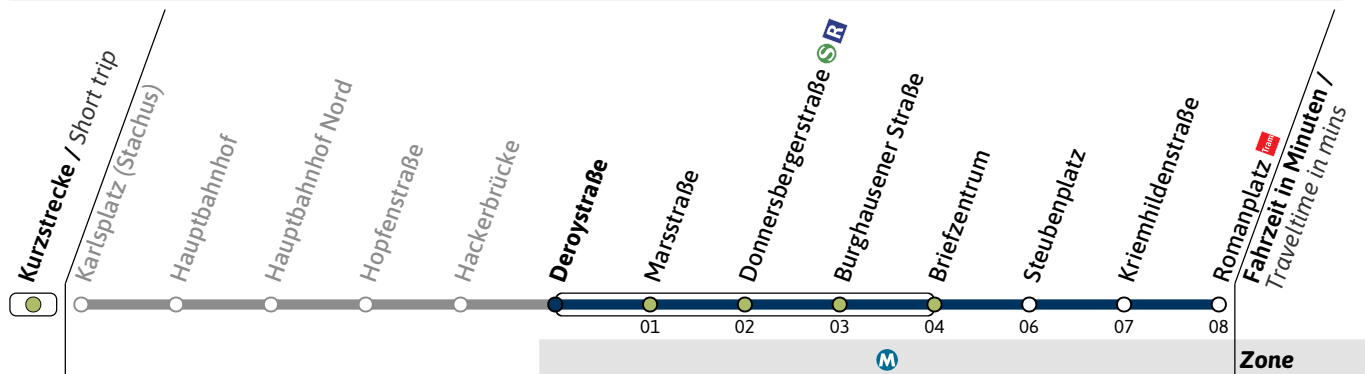 Kurzstrecke / Short trip
Karlsplatz (Stachus)
Hauptbahnhof
Hauptbahnhof Nord
Hopfenstraße
Hackerbrücke
Deroystraße
Marsstraße
Donnersbergerstraße S R
Burghausener Straße
Briefzentrum
Steubenplatz
Kriemhildenstraße
Romanplatz Tram
Fahrzeit in Minuten /
Traveltime in mins
01 02 03 04 06 07 08
M Zone